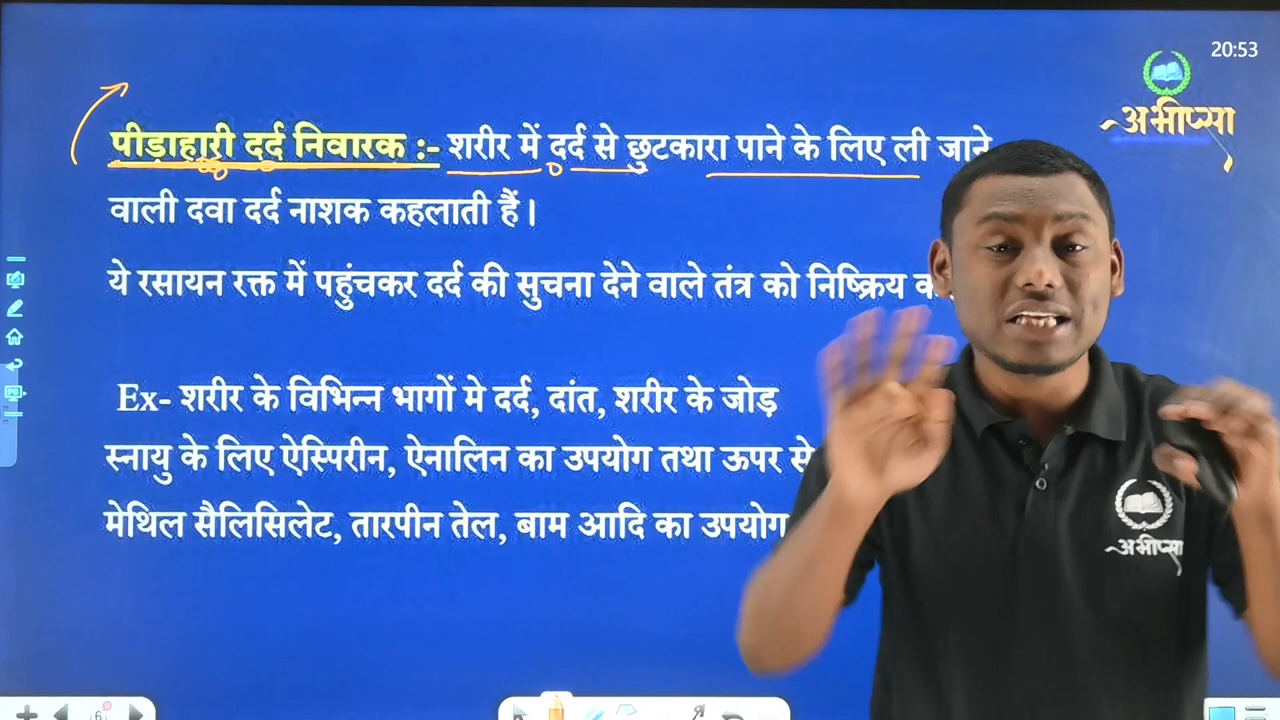 20:53
अभीप्सा
पीड़ाहारी दर्द निवारक :- शरीर में दर्द से छुटकारा पाने के लिए ली जाने
वाली दवा दर्द नाशक कहलाती हैं।
ये रसायन रक्त में पहुंचकर दर्द की सुचना देने वाले तंत्र को निष्क्रिय
Ex- शरीर के विभिन्न भागों मे दर्द, दांत, शरीर के जोड़
स्नायु के लिए ऐस्पिरीन, ऐनालिन का उपयोग तथा ऊपर से
मेथिल सैलिसिलेट, तारपीन तेल, बाम आदि का उपयोग
अभीप्सा
6